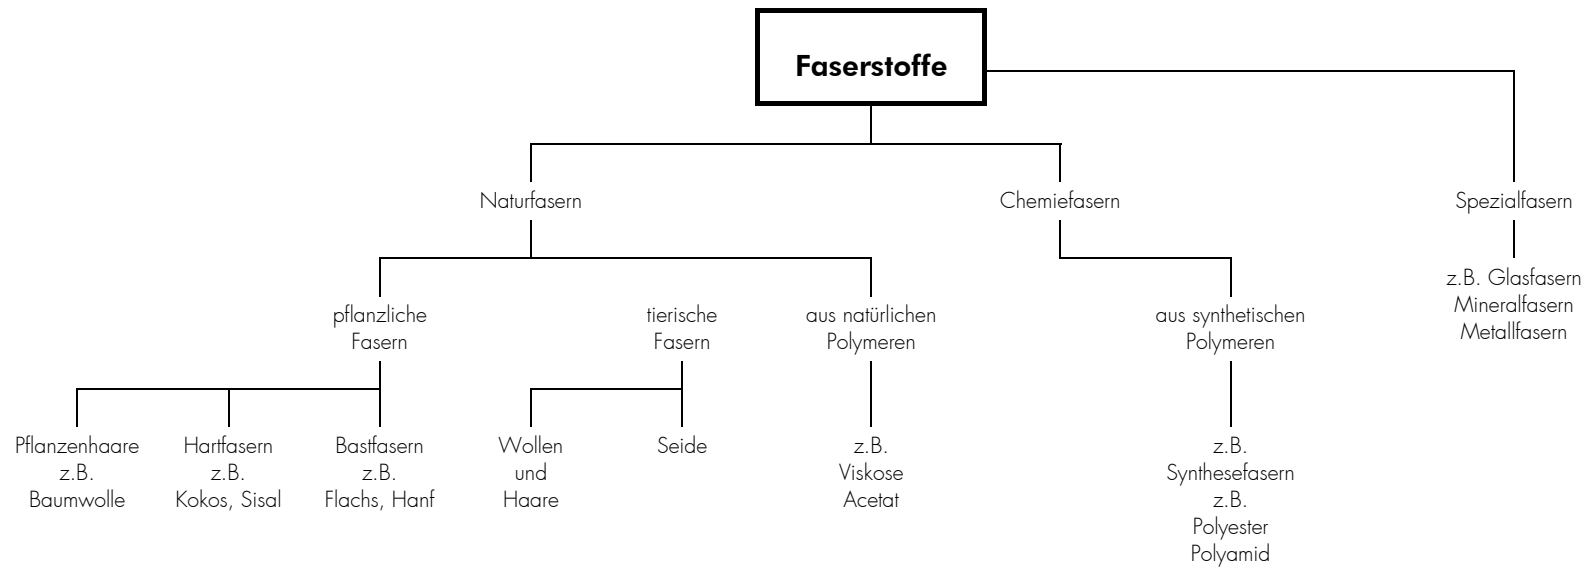 Faserstoffe
Naturfasern
Chemiefasern
Spezialfasern
z.B. Glasfasern
Mineralfasern
Metallfasern
pflanzliche
Fasern
tierische
Fasern
aus natürlichen
Polymeren
aus synthetischen
Polymeren
Pflanzenhaare
z.B.
Baumwolle
Hartfasern
z.B.
Kokos, Sisal
Bastfasern
z.B.
Flachs, Hanf
Wollen
und
Haare
Seide
z.B.
Viskose
Acetat
z.B.
Synthesefasern
z.B.
Polyester
Polyamid